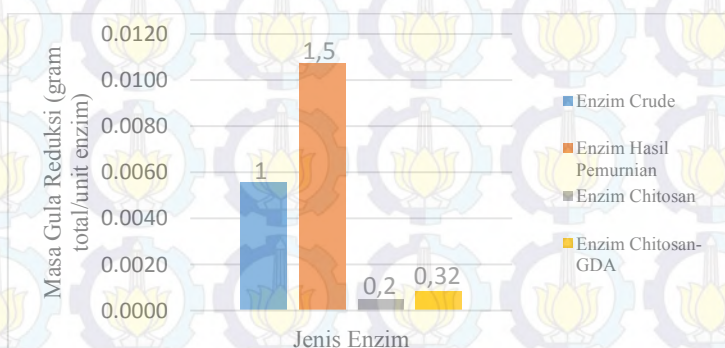 0.0120
0.0100
0.0080
0.0060
0.0040
0.0020
0.0000
Masa Gula Reduksi (gram
total/unit enzim)
1
1,5
0,2
0,32
Jenis Enzim
Enzim Crude
Enzim Hasil
Pemurnian
Enzim Chitosan
Enzim Chitosan-
GDA